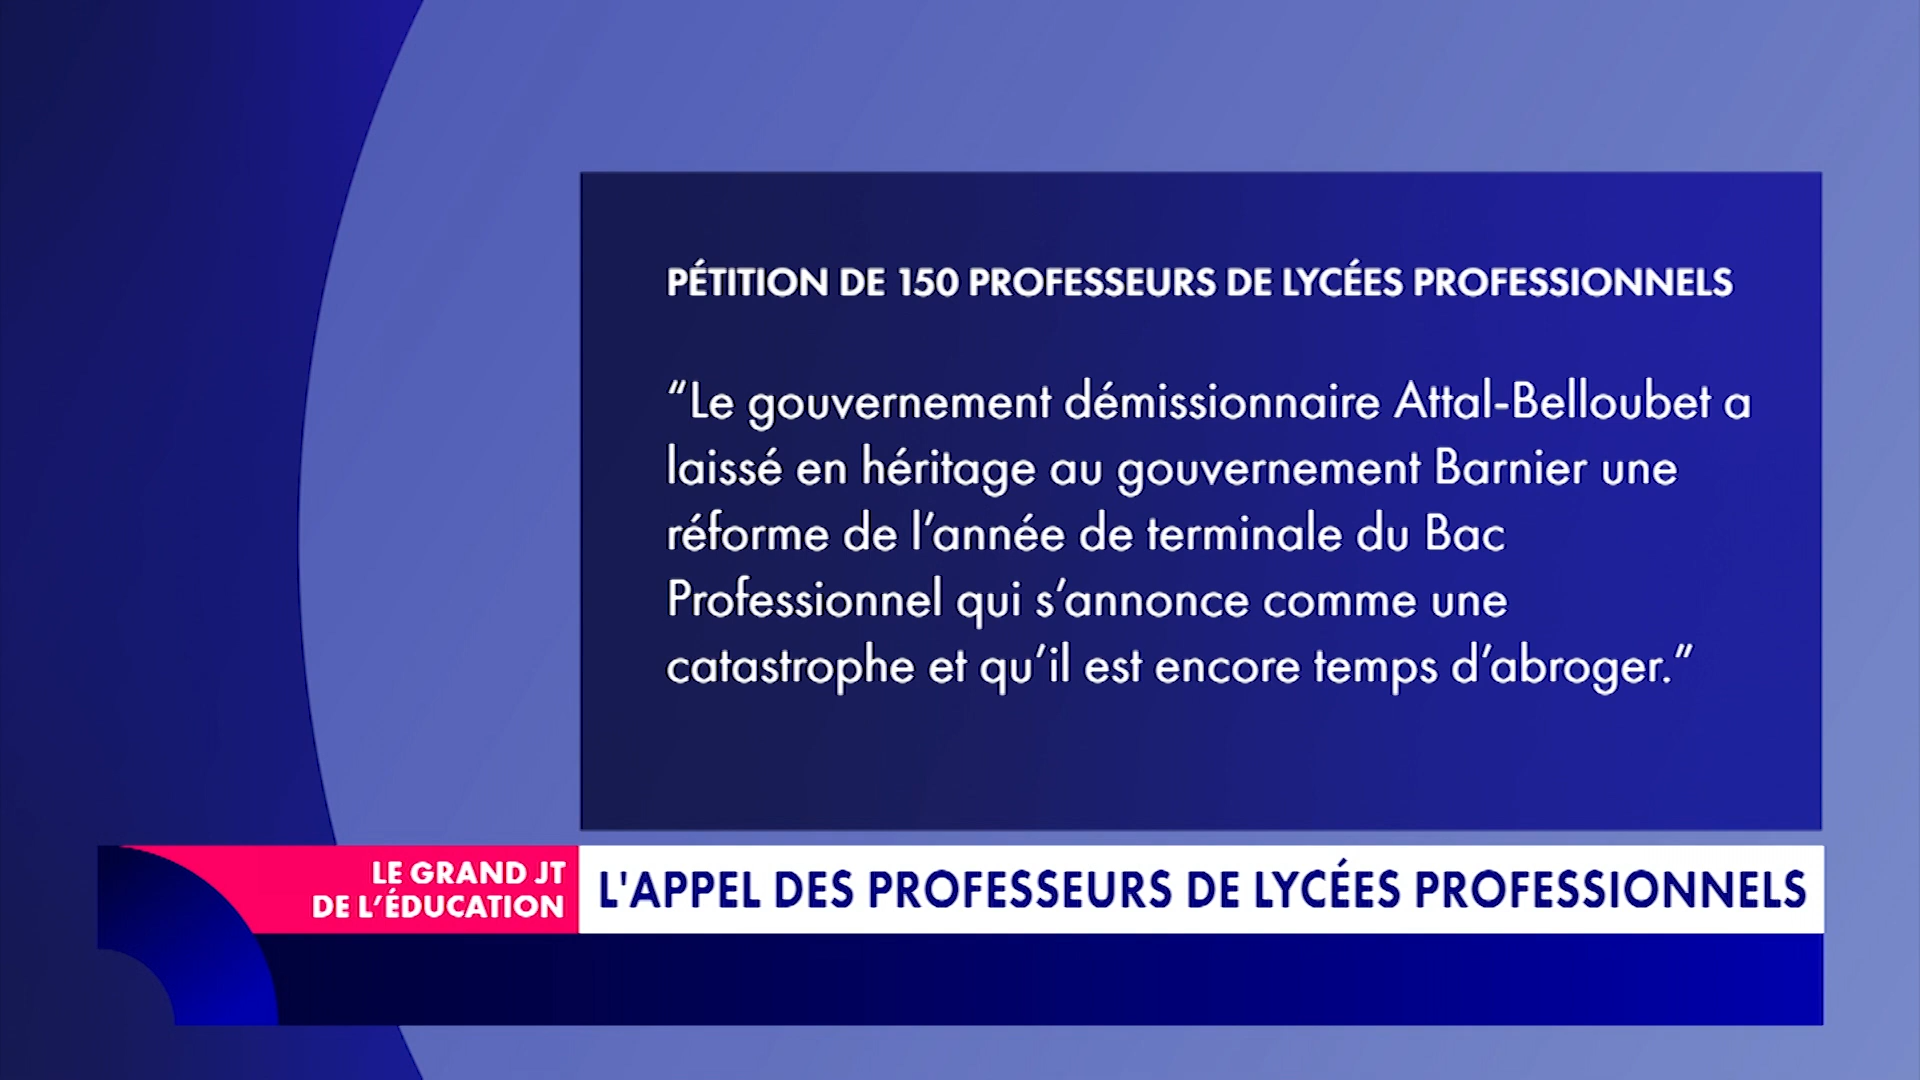 PÉTITION DE 150 PROFESSEURS DE LYCÉES PROFESSIONNELS
“Le gouvernement démissionnaire Attal-Belloubet a
laissé en héritage au gouvernement Barnier une
réforme de l’année de terminale du Bac
Professionnel qui s’annonce comme une
catastrophe et qu’il est encore temps d’abroger.”
LE GRAND JT
DE L’ÉDUCATION
L'APPEL DES PROFESSEURS DE LYCÉES PROFESSIONNELS